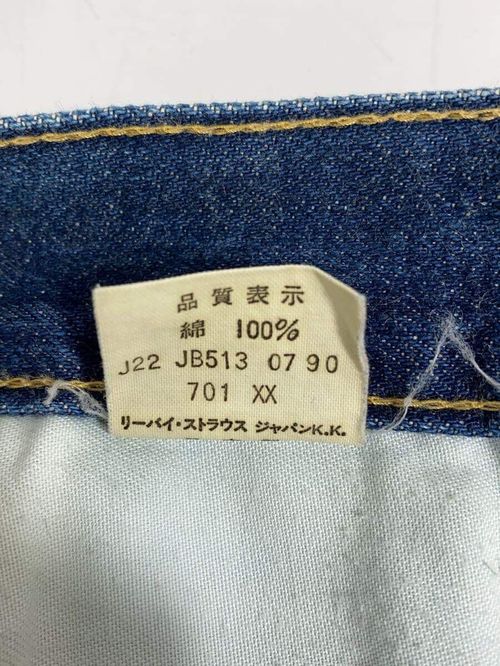 品質表示
綿 100%
J22 JB513 07 90
701 XX
リーバイ・ストラウス ジャパンK.K.